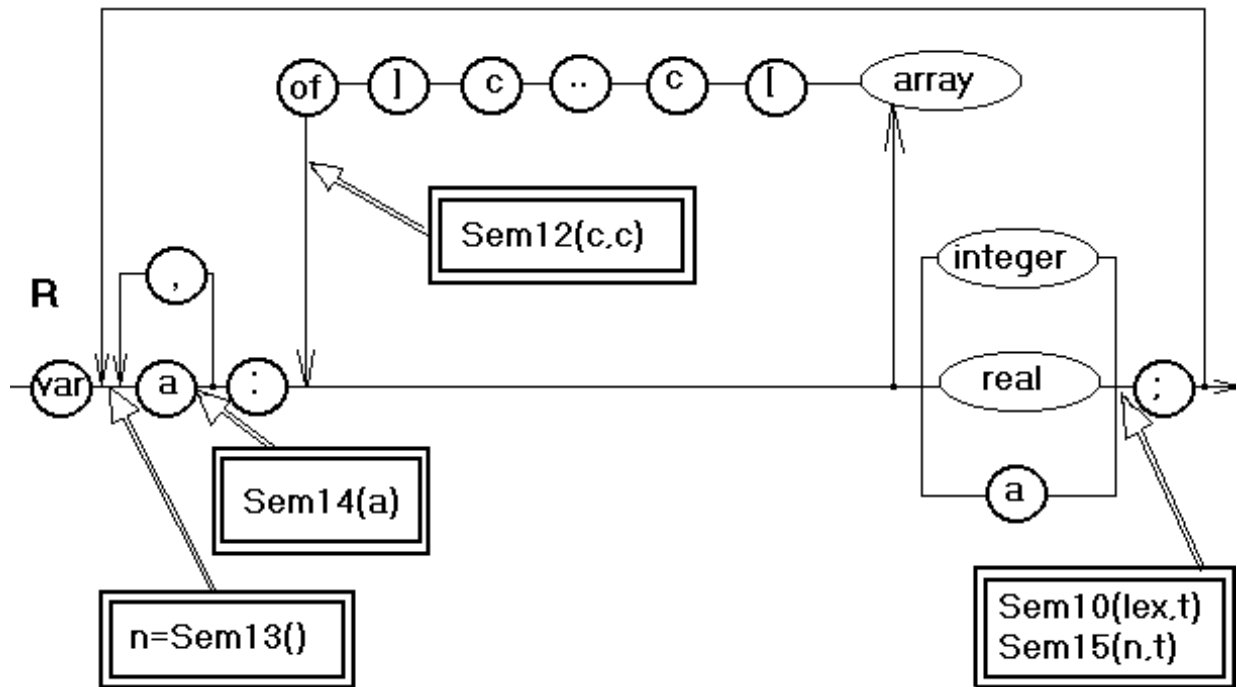 of ] c .. c [ array
Sem12(c,c)
,
integer
R
var a : real ;
a
Sem14(a)
n=Sem13()
Sem10(lex,t)
Sem15(n,t)